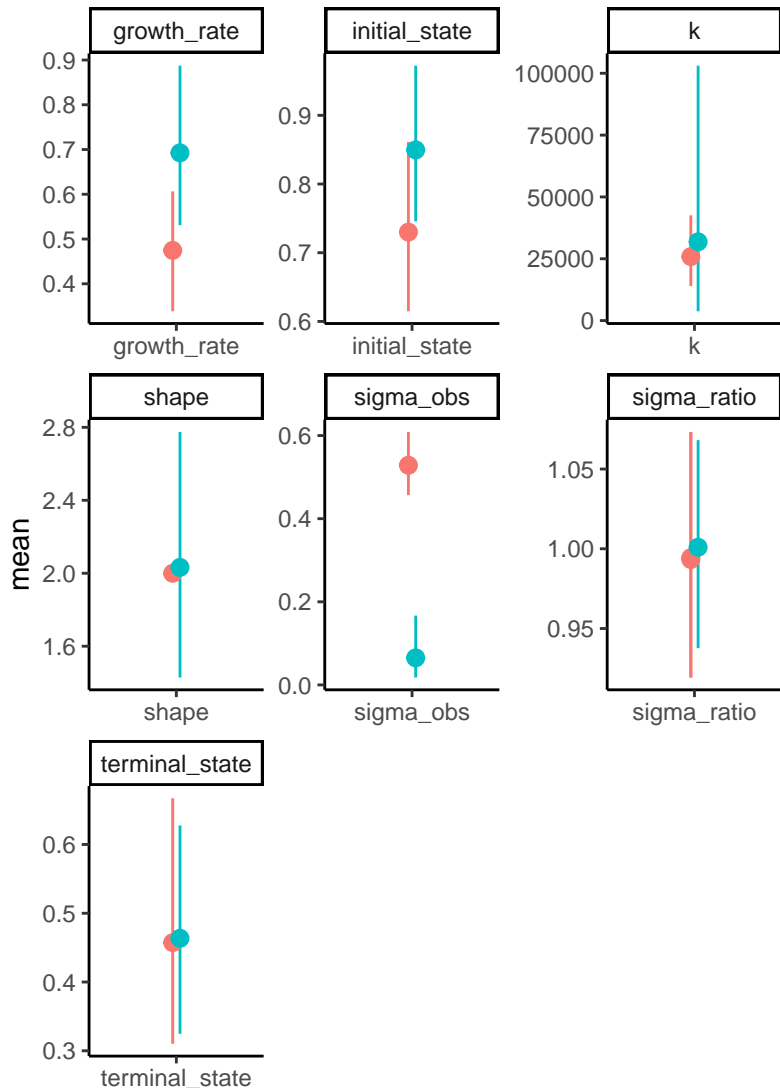 growth_rate
0.9
0.8
0.7
0.6
0.5
0.4
growth_rate
initial_state
0.9
0.8
0.7
0.6
initial_state
k
100000
75000
50000
25000
0
k
mean
shape
2.8
2.4
2.0
1.6
shape
sigma_obs
0.6
0.4
0.2
0.0
sigma_obs
sigma_ratio
1.05
1.00
0.95
sigma_ratio
terminal_state
0.6
0.5
0.4
0.3
terminal_state